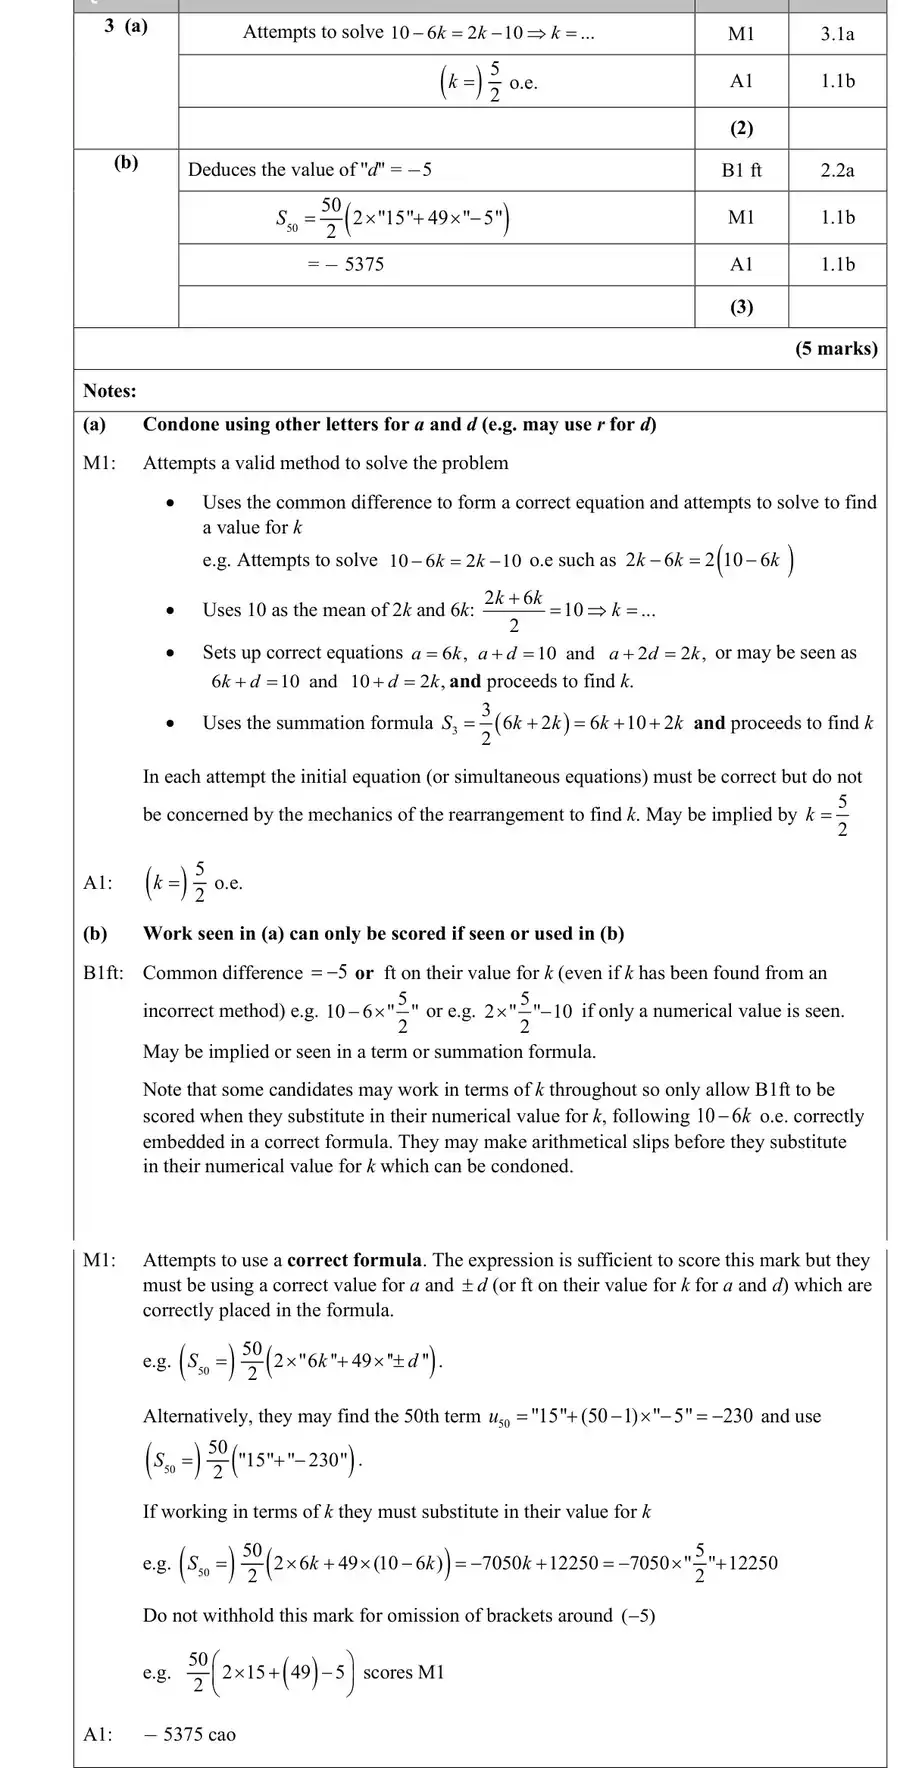 3 (a) Attempts to solve 10 – 6k = 2k – 10 ⇒ k = ... M1 3.1a
(k =) 5/2 o.e. A1 1.1b
(2)
(b) Deduces the value of "d" = –5 B1 ft 2.2a
S₅₀ = 50/2 (2×"15"+ 49×"–5") M1 1.1b
= – 5375 A1 1.1b
(3)
(5 marks)
Notes:
(a) Condone using other letters for a and d (e.g. may use r for d)
M1: Attempts a valid method to solve the problem
• Uses the common difference to form a correct equation and attempts to solve to find
a value for k
e.g. Attempts to solve 10 – 6k = 2k – 10 o.e such as 2k – 6k = 2(10 – 6k )
• Uses 10 as the mean of 2k and 6k: (2k + 6k)/2 = 10 ⇒ k = ...
• Sets up correct equations a = 6k, a + d = 10 and a + 2d = 2k, or may be seen as
6k + d = 10 and 10 + d = 2k, and proceeds to find k.
• Uses the summation formula S₃ = 3/2 (6k + 2k) = 6k + 10 + 2k and proceeds to find k
In each attempt the initial equation (or simultaneous equations) must be correct but do not
be concerned by the mechanics of the rearrangement to find k. May be implied by k = 5/2
A1: (k =) 5/2 o.e.
(b) Work seen in (a) can only be scored if seen or used in (b)
B1ft: Common difference = –5 or ft on their value for k (even if k has been found from an
incorrect method) e.g. 10 – 6×"5/2" or e.g. 2×"5/2"–10 if only a numerical value is seen.
May be implied or seen in a term or summation formula.
Note that some candidates may work in terms of k throughout so only allow B1ft to be
scored when they substitute in their numerical value for k, following 10 – 6k o.e. correctly
embedded in a correct formula. They may make arithmetical slips before they substitute
in their numerical value for k which can be condoned.
M1: Attempts to use a correct formula. The expression is sufficient to score this mark but they
must be using a correct value for a and ± d (or ft on their value for k for a and d) which are
correctly placed in the formula.
e.g. (S₅₀ =) 50/2 (2×"6k"+ 49×"± d").
Alternatively, they may find the 50th term u₅₀ = "15"+ (50 – 1)×"– 5" = –230 and use
(S₅₀ =) 50/2 ("15"+"– 230").
If working in terms of k they must substitute in their value for k
e.g. (S₅₀ =) 50/2 (2×6k + 49×(10 – 6k)) = –7050k +12250 = –7050×"5/2"+12250
Do not withhold this mark for omission of brackets around (–5)
e.g. 50/2 (2×15 + (49) – 5) scores M1
A1: – 5375 cao